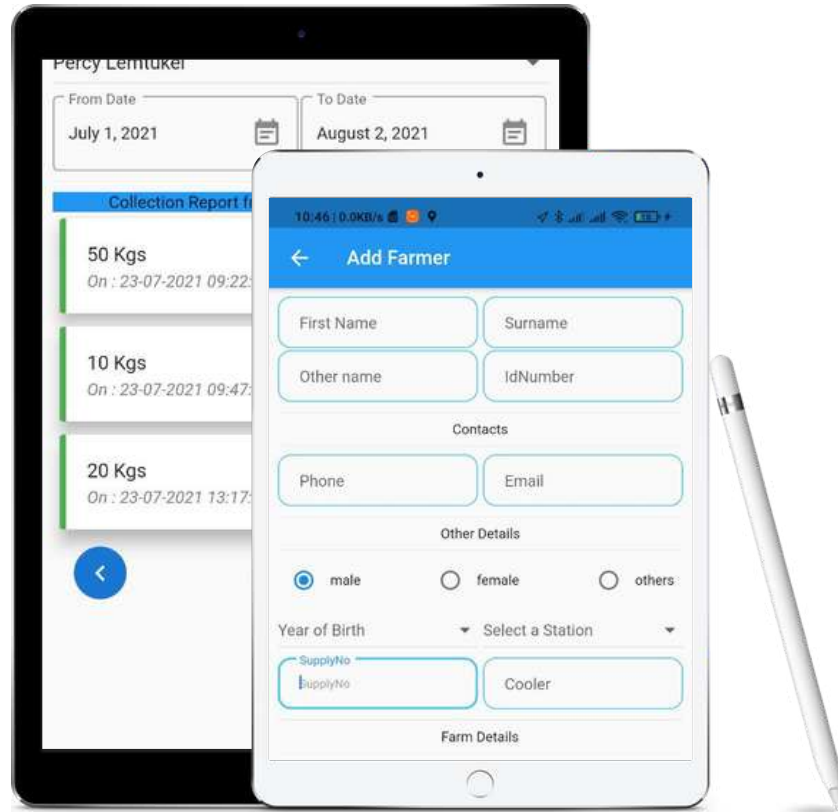 Percy Lemtukei
From Date
To Date
July 1, 2021
August 2, 2021
Collection Report
50 Kgs
On : 23-07-2021 09:22:
10 Kgs
On : 23-07-2021 09:47:
20 Kgs
On : 23-07-2021 13:17:
10:46 | 0.0KB/s
Add Farmer
First Name
Surname
Other name
IdNumber
Contacts
Phone
Email
Other Details
male
female
others
Year of Birth
Select a Station
SupplyNo
SupplyNo
Cooler
Farm Details